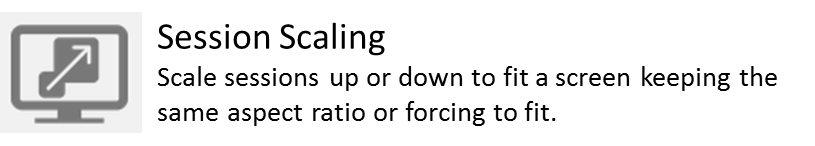 Session Scaling
Scale sessions up or down to fit a screen keeping the
same aspect ratio or forcing to fit.